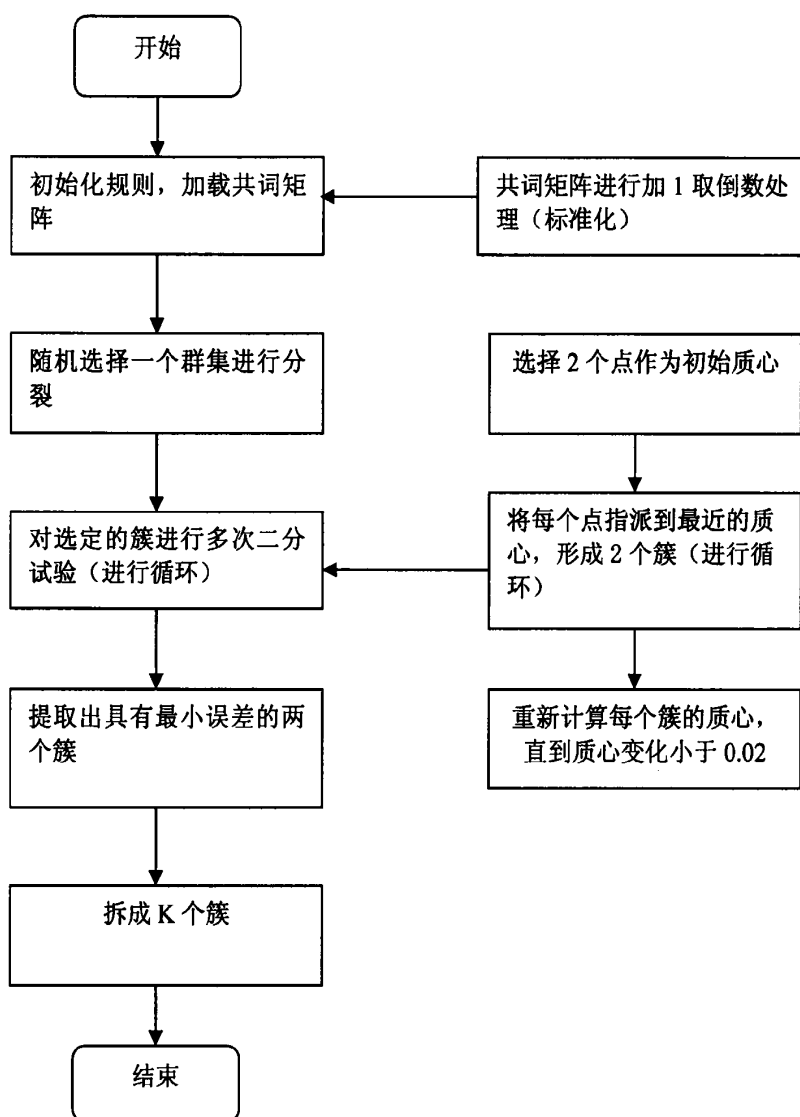 开始
初始化规则，加载共词矩
阵
共词矩阵进行加 1 取倒数处
理（标准化）
随机选择一个群集进行分
裂
选择 2 个点作为初始质心
对选定的簇进行多次二分
试验（进行循环）
将每个点指派到最近的质
心，形成 2 个簇（进行循
环）
提取出具有最小误差的两
个簇
重新计算每个簇的质心，
直到质心变化小于 0.02
拆成 K 个簇
结束